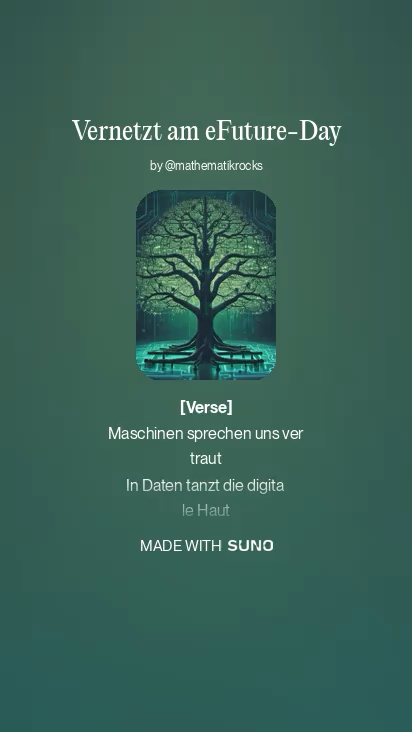 Vernetzt am eFuture-Day
by @mathematikrocks
[Verse]
Maschinen sprechen uns ver
traut
In Daten tanzt die digita
le Haut
MADE WITH SUNO